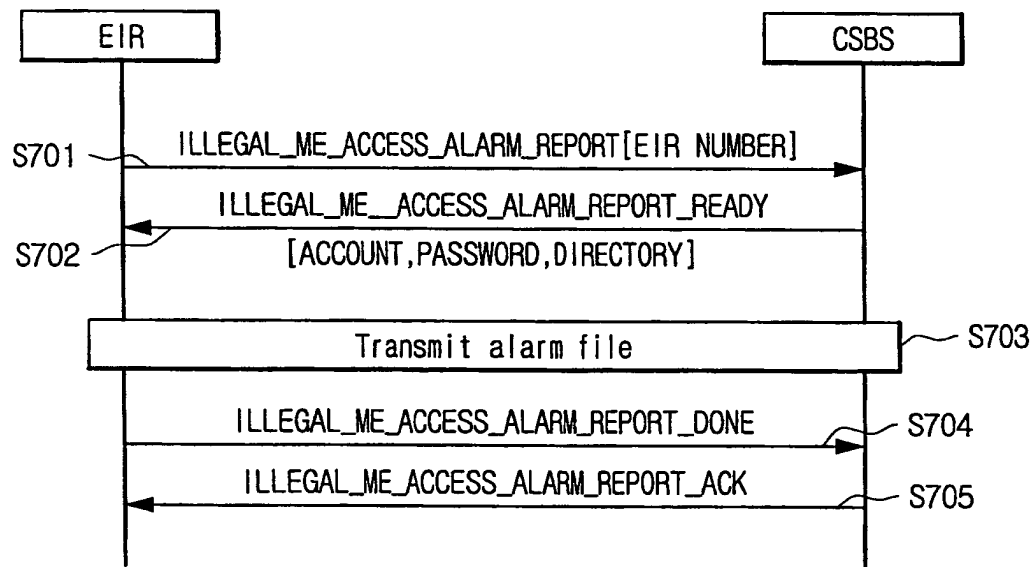 EIR
CSBS
S701
ILLEGAL_ME_ACCESS_ALARM_REPORT[EIR NUMBER]
ILLEGAL_ME__ACCESS_ALARM_REPORT_READY
S702
[ACCOUNT,PASSWORD,DIRECTORY]
Transmit alarm file
S703
ILLEGAL_ME_ACCESS_ALARM_REPORT_DONE
S704
ILLEGAL_ME_ACCESS_ALARM_REPORT_ACK
S705